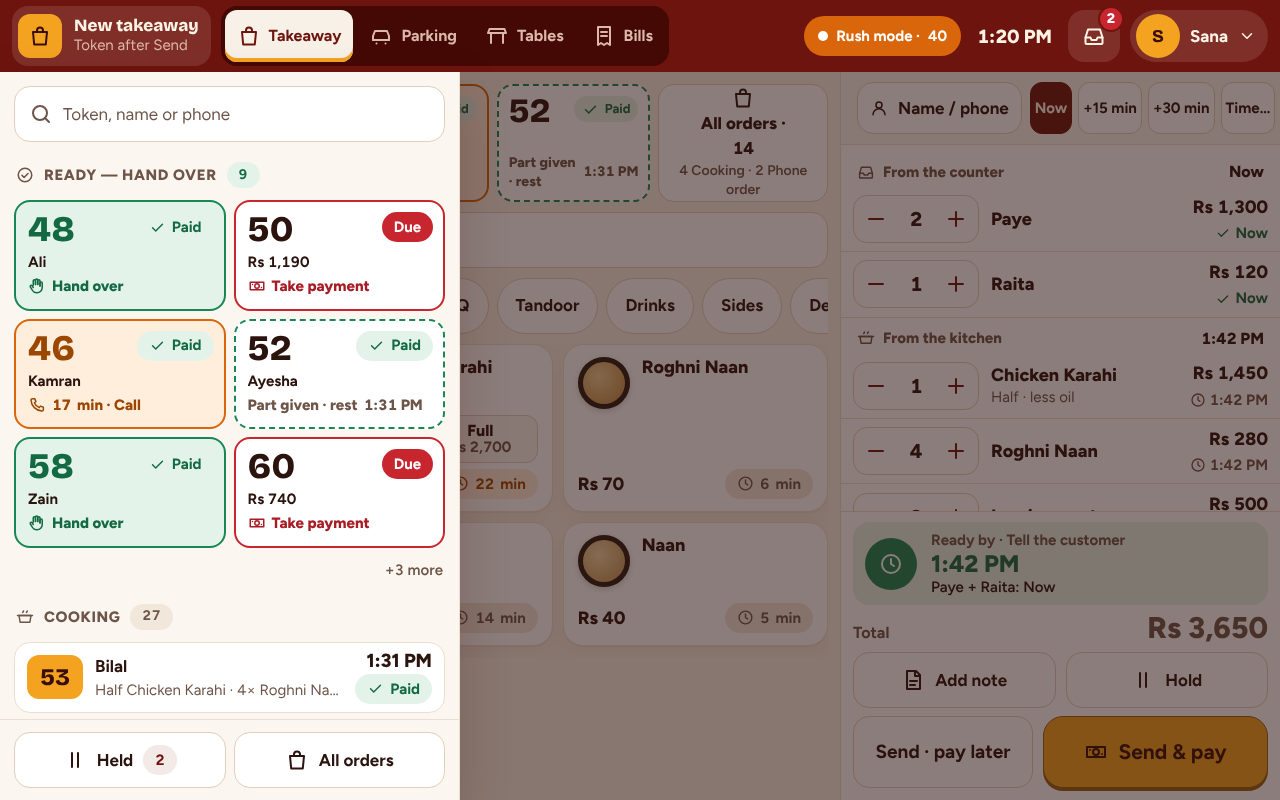 New takeaway
Token after Send
Takeaway
Parking
Tables
Bills
Rush mode · 40
1:20 PM
2
S
Sana
Token, name or phone
READY — HAND OVER 9
48
Paid
Ali
Hand over
50
Due
Rs 1,190
Take payment
46
Paid
Kamran
17 min · Call
52
Paid
Ayesha
Part given · rest 1:31 PM
58
Paid
Zain
Hand over
60
Due
Rs 740
Take payment
+3 more
COOKING 27
53
Bilal
Half Chicken Karahi · 4× Roghni Na...
1:31 PM
Paid
Held 2
All orders
52
Paid
Part given
· rest
1:31 PM
All orders ·
14
4 Cooking · 2 Phone
order
Tandoor
Drinks
Sides
Full
2,700
22 min
Roghni Naan
Rs 70
6 min
14 min
Naan
Rs 40
5 min
Name / phone
Now
+15 min
+30 min
Time...
From the counter
Now
2
Paye
Rs 1,300
Now
1
Raita
Rs 120
Now
From the kitchen
1:42 PM
1
Chicken Karahi
Half · less oil
Rs 1,450
1:42 PM
4
Roghni Naan
Rs 280
1:42 PM
Rs 500
Ready by · Tell the customer
1:42 PM
Paye + Raita: Now
Total
Rs 3,650
Add note
Hold
Send · pay later
Send & pay